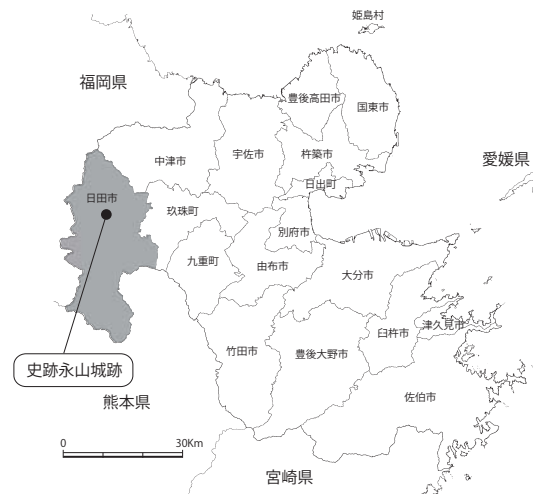 姫島村
福岡県
豊後高田市
国東市
中津市
宇佐市
杵築市
愛媛県
日出町
日田市
玖珠町
別府市
九重町
由布市
大分市
津久見市
臼杵市
竹田市
豊後大野市
史跡永山城跡
佐伯市
熊本県
0 30Km
宮崎県